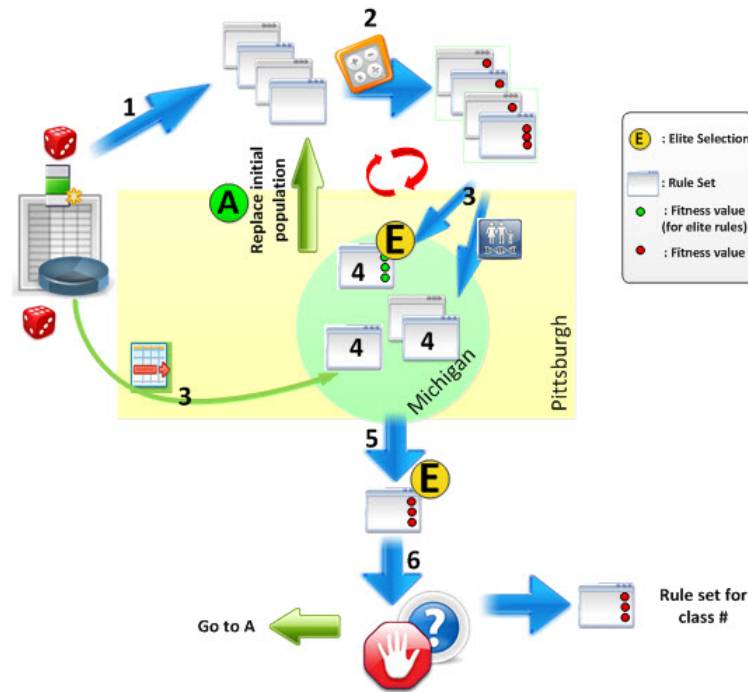 2
1
E : Elite Selection
: Rule Set
: Fitness value
(for elite rules)
: Fitness value
A
Replace initial
population
3
E
4
4
4
Michigan
Pittsburgh
3
5
E
6
Go to A
?
Rule set for
class #